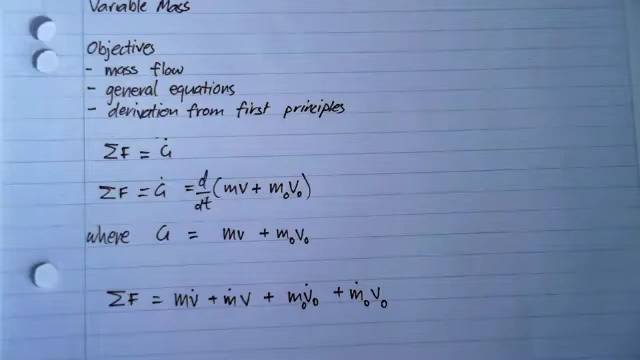 Variable Mass
Objectives
- mass flow
- general equations
- derivation from first principles
ΣF = Ġ
ΣF = Ġ = d/dt (mv + m₀v₀)
where G = mv + m₀v₀
ΣF = mv̇ + ṁv + m₀v̇₀ + ṁ₀v₀